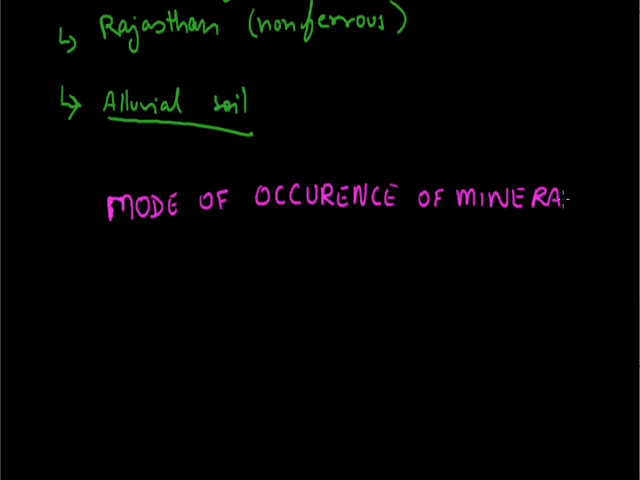 ↳ Rajasthan (nonferrous)
↳ Alluvial soil
MODE OF OCCURENCE OF MINERA